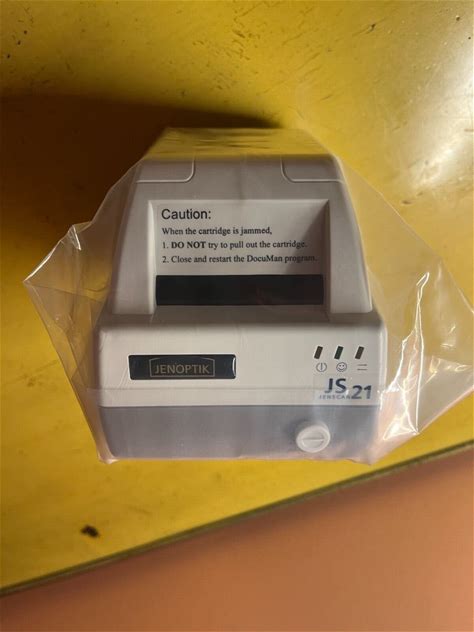 Caution:
When the cartridge is jammed,
1. DO NOT try to pull out the cartridge.
2. Close and restart the DocuMan program.
JENOPTIK
JS 21
JENSCAN